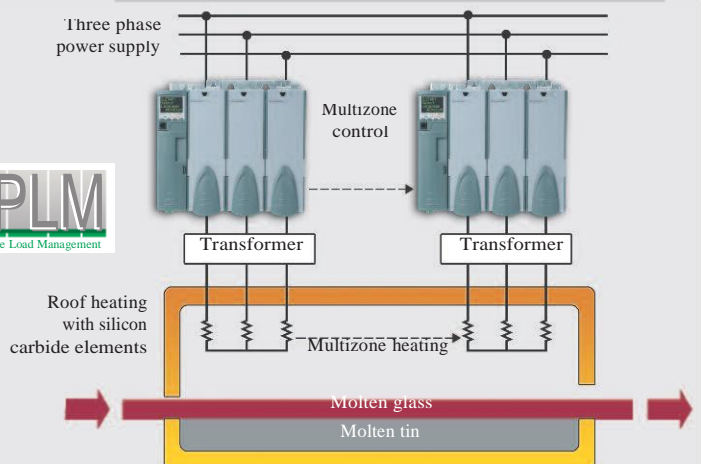 Three phase
power supply
Multizone
control
PLM
e Load Management
Transformer
Transformer
Roof heating
with silicon
carbide elements
Multizone heating
Molten glass
Molten tin